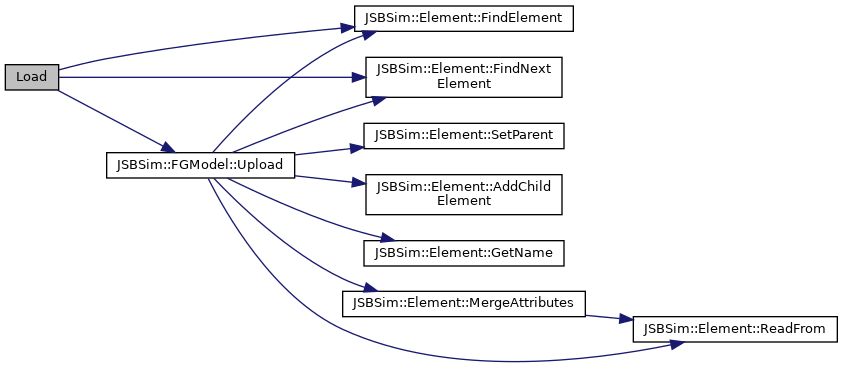 JSBSim::Element::FindElement
Load
JSBSim::Element::FindNext
Element
JSBSim::Element::SetParent
JSBSim::FGModel::Upload
JSBSim::Element::AddChild
Element
JSBSim::Element::GetName
JSBSim::Element::MergeAttributes
JSBSim::Element::ReadFrom